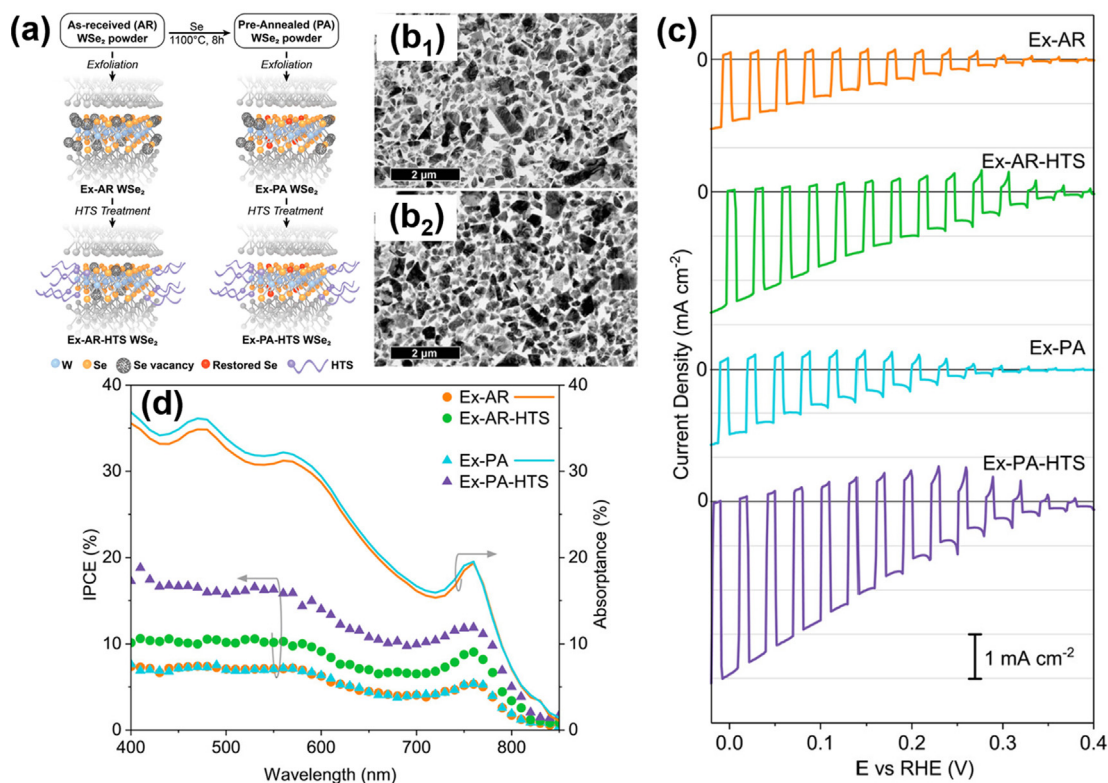 (a)
As-received (AR)
WSe₂ powder
Se
1100°C, 8h
Pre-Annealed (PA)
WSe₂ powder
Exfoliation
Exfoliation
Ex-AR WSe₂
Ex-PA WSe₂
HTS Treatment
HTS Treatment
Ex-AR-HTS WSe₂
Ex-PA-HTS WSe₂
W
Se
Se vacancy
Restored Se
HTS
(b₁)
2 μm
(b₂)
2 μm
(c)
Ex-AR
0
Ex-AR-HTS
0
Ex-PA
0
Ex-PA-HTS
0
1 mA cm⁻²
Current Density (mA cm⁻²)
0.0
0.1
0.2
0.3
0.4
E vs RHE (V)
(d)
Ex-AR
Ex-AR-HTS
Ex-PA
Ex-PA-HTS
40
30
20
10
0
IPCE (%)
40
30
20
10
0
Absorptance (%)
400
500
600
700
800
Wavelength (nm)